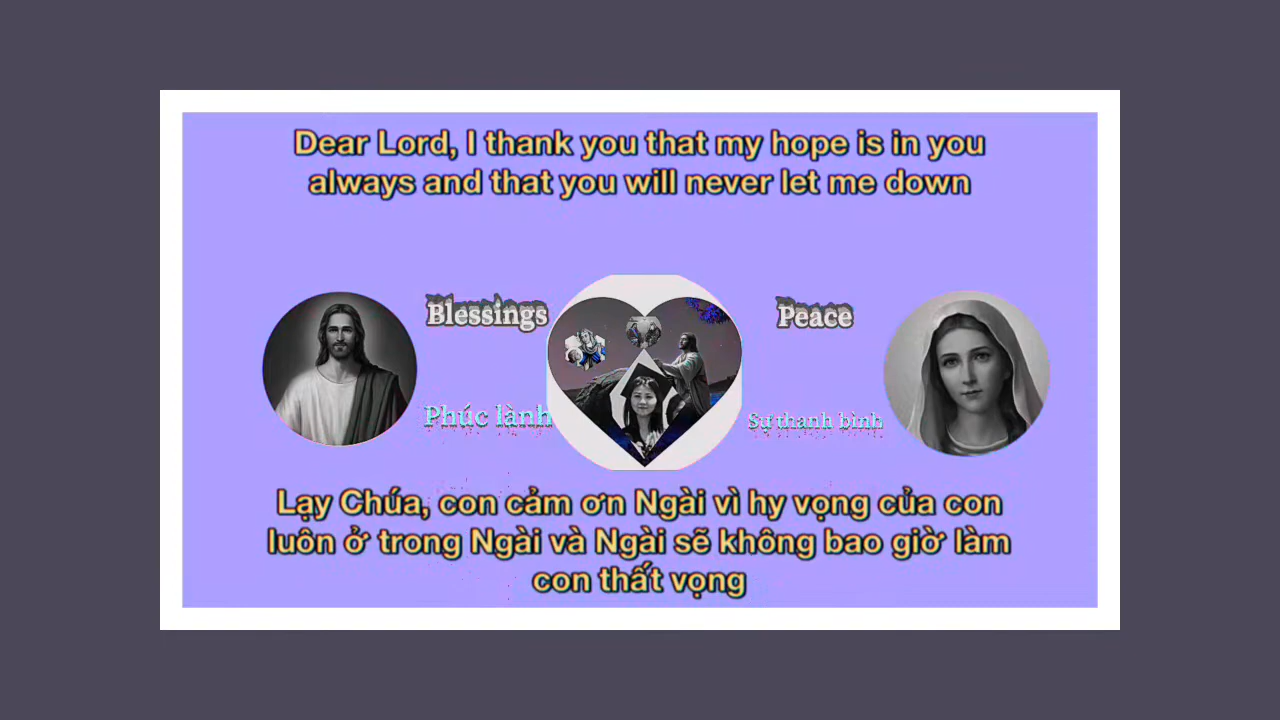 Dear Lord, I thank you that my hope is in you
always and that you will never let me down
Blessings
Peace
Phúc lành
Sự thanh bình
Lạy Chúa, con cảm ơn Ngài vì hy vọng của con
luôn ở trong Ngài và Ngài sẽ không bao giờ làm
con thất vọng